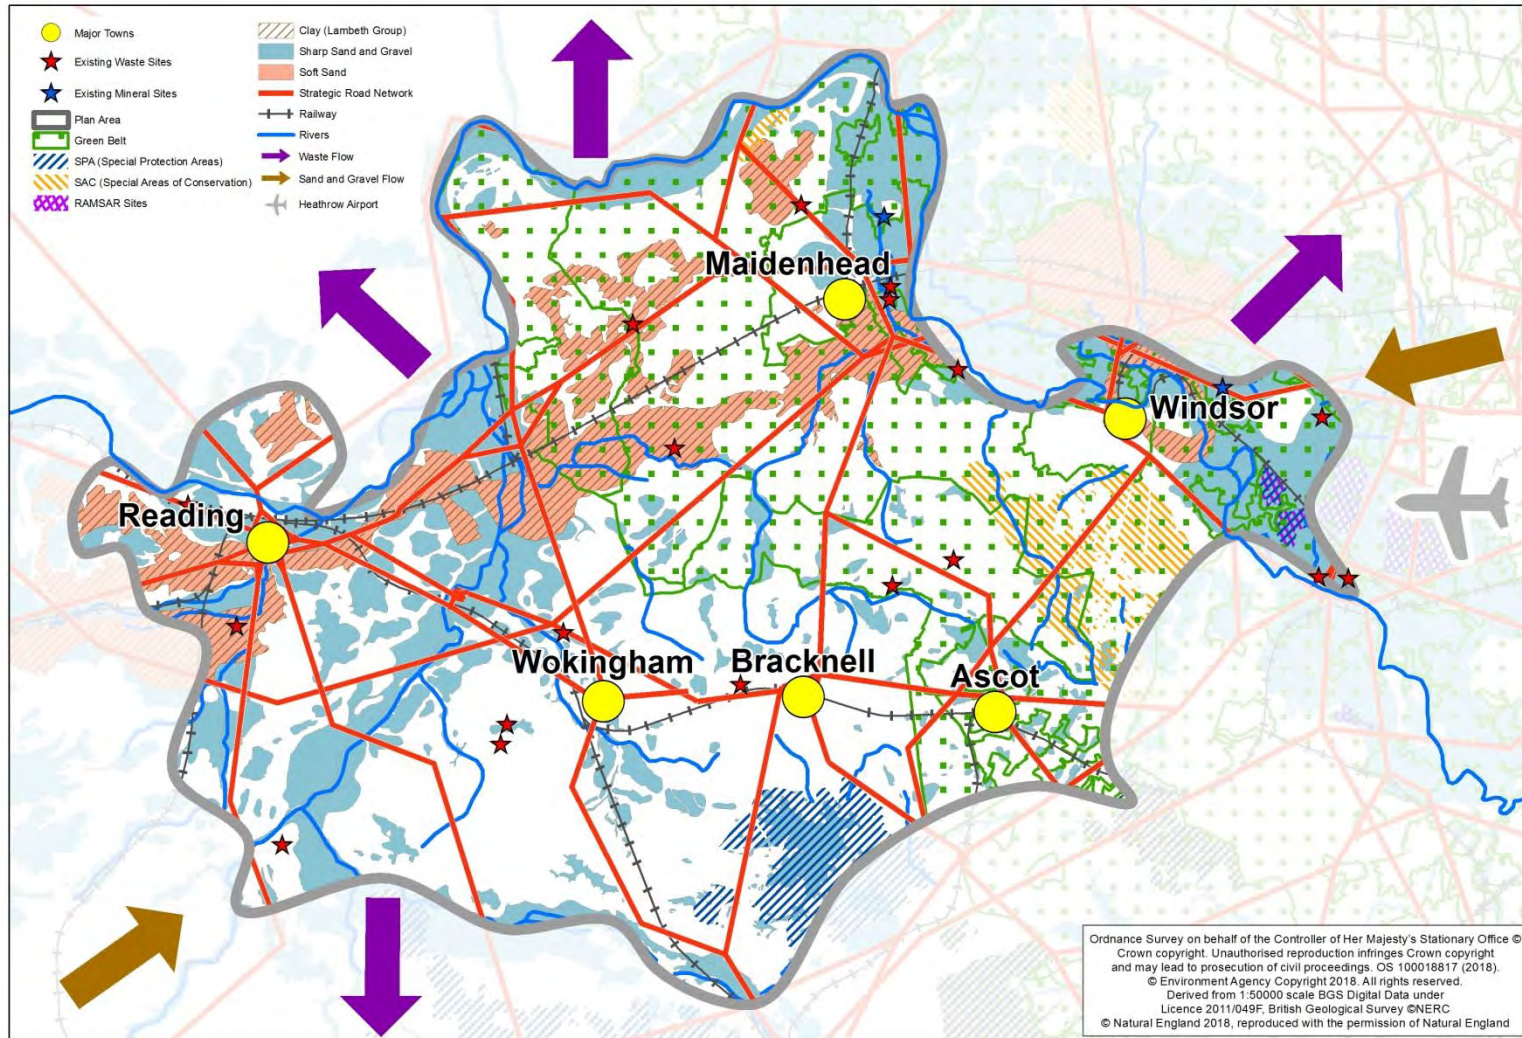 Major Towns
Existing Waste Sites
Existing Mineral Sites
Plan Area
Green Belt
SPA (Special Protection Areas)
SAC (Special Areas of Conservation)
RAMSAR Sites
Clay (Lambeth Group)
Sharp Sand and Gravel
Soft Sand
Strategic Road Network
Railway
Rivers
Waste Flow
Sand and Gravel Flow
Heathrow Airport
Maidenhead
Windsor
Reading
Wokingham
Bracknell
Ascot
Ordnance Survey on behalf of the Controller of Her Majesty's Stationary Office ©
Crown copyright. Unauthorised reproduction infringes Crown copyright
and may lead to prosecution of civil proceedings. OS 100018817 (2018).
© Environment Agency Copyright 2018. All rights reserved.
Derived from 1:50000 scale BGS Digital Data under
Licence 2011/049F, British Geological Survey ©NERC
© Natural England 2018, reproduced with the permission of Natural England